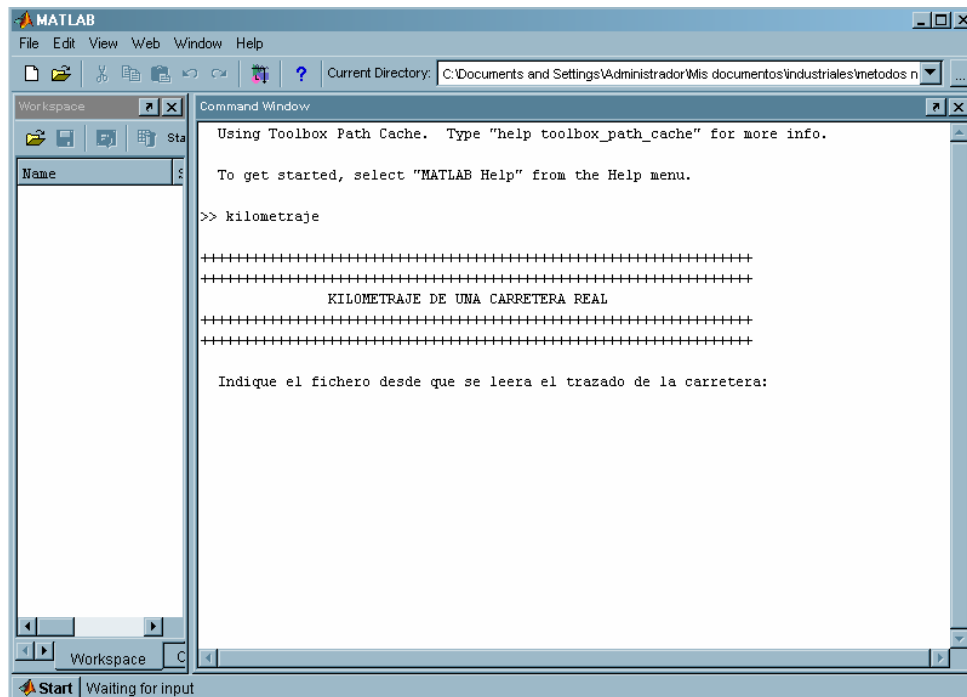 MATLAB
File Edit View Web Window Help
? Current Directory: C:\Documents and Settings\Administrador\Mis documentos\industriales\metodos n ...
Workspace
Sta
Name S
Command Window
Using Toolbox Path Cache. Type "help toolbox_path_cache" for more info.
To get started, select "MATLAB Help" from the Help menu.
>> kilometraje
+++++++++++++++++++++++++++++++++++++++++++++++++++++++++++++++
+++++++++++++++++++++++++++++++++++++++++++++++++++++++++++++++
KILOMETRAJE DE UNA CARRETERA REAL
+++++++++++++++++++++++++++++++++++++++++++++++++++++++++++++++
+++++++++++++++++++++++++++++++++++++++++++++++++++++++++++++++
Indique el fichero desde que se leera el trazado de la carretera:
Workspace C
Start Waiting for input